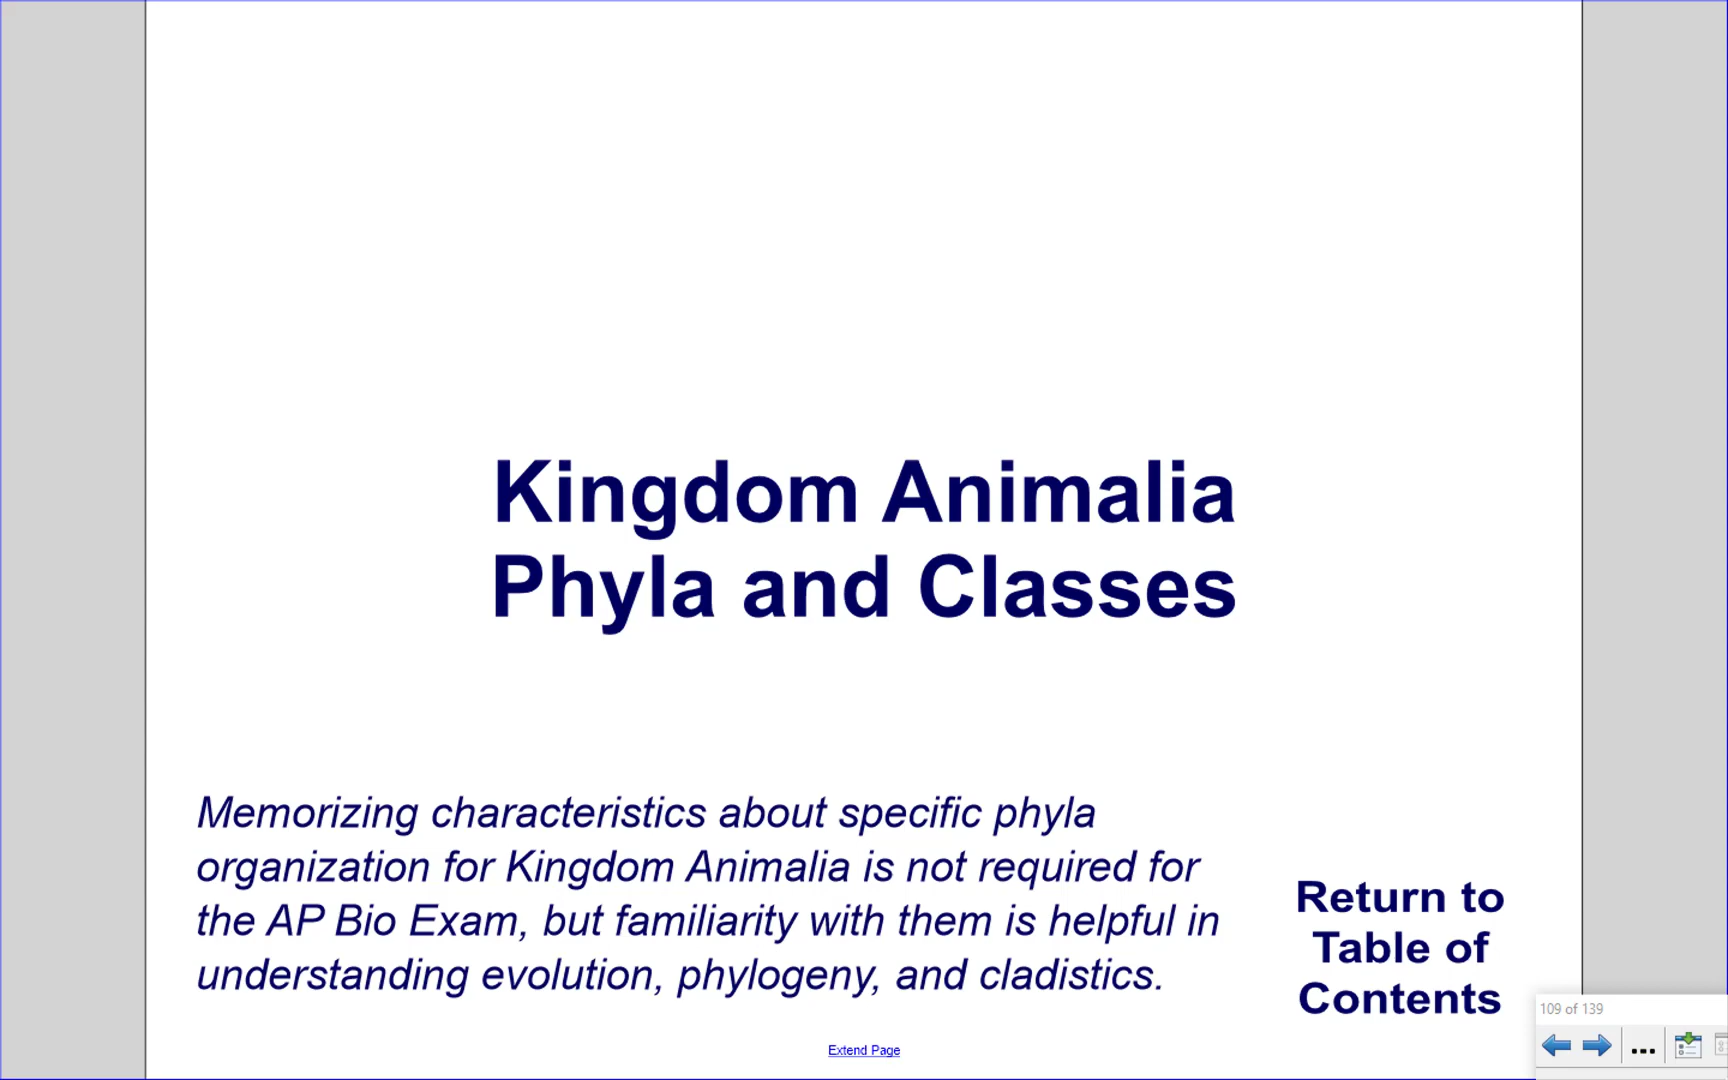 Kingdom Animalia
Phyla and Classes
Memorizing characteristics about specific phyla
organization for Kingdom Animalia is not required for
the AP Bio Exam, but familiarity with them is helpful in
understanding evolution, phylogeny, and cladistics.
Return to
Table of
Contents
109 of 139
Extend Page